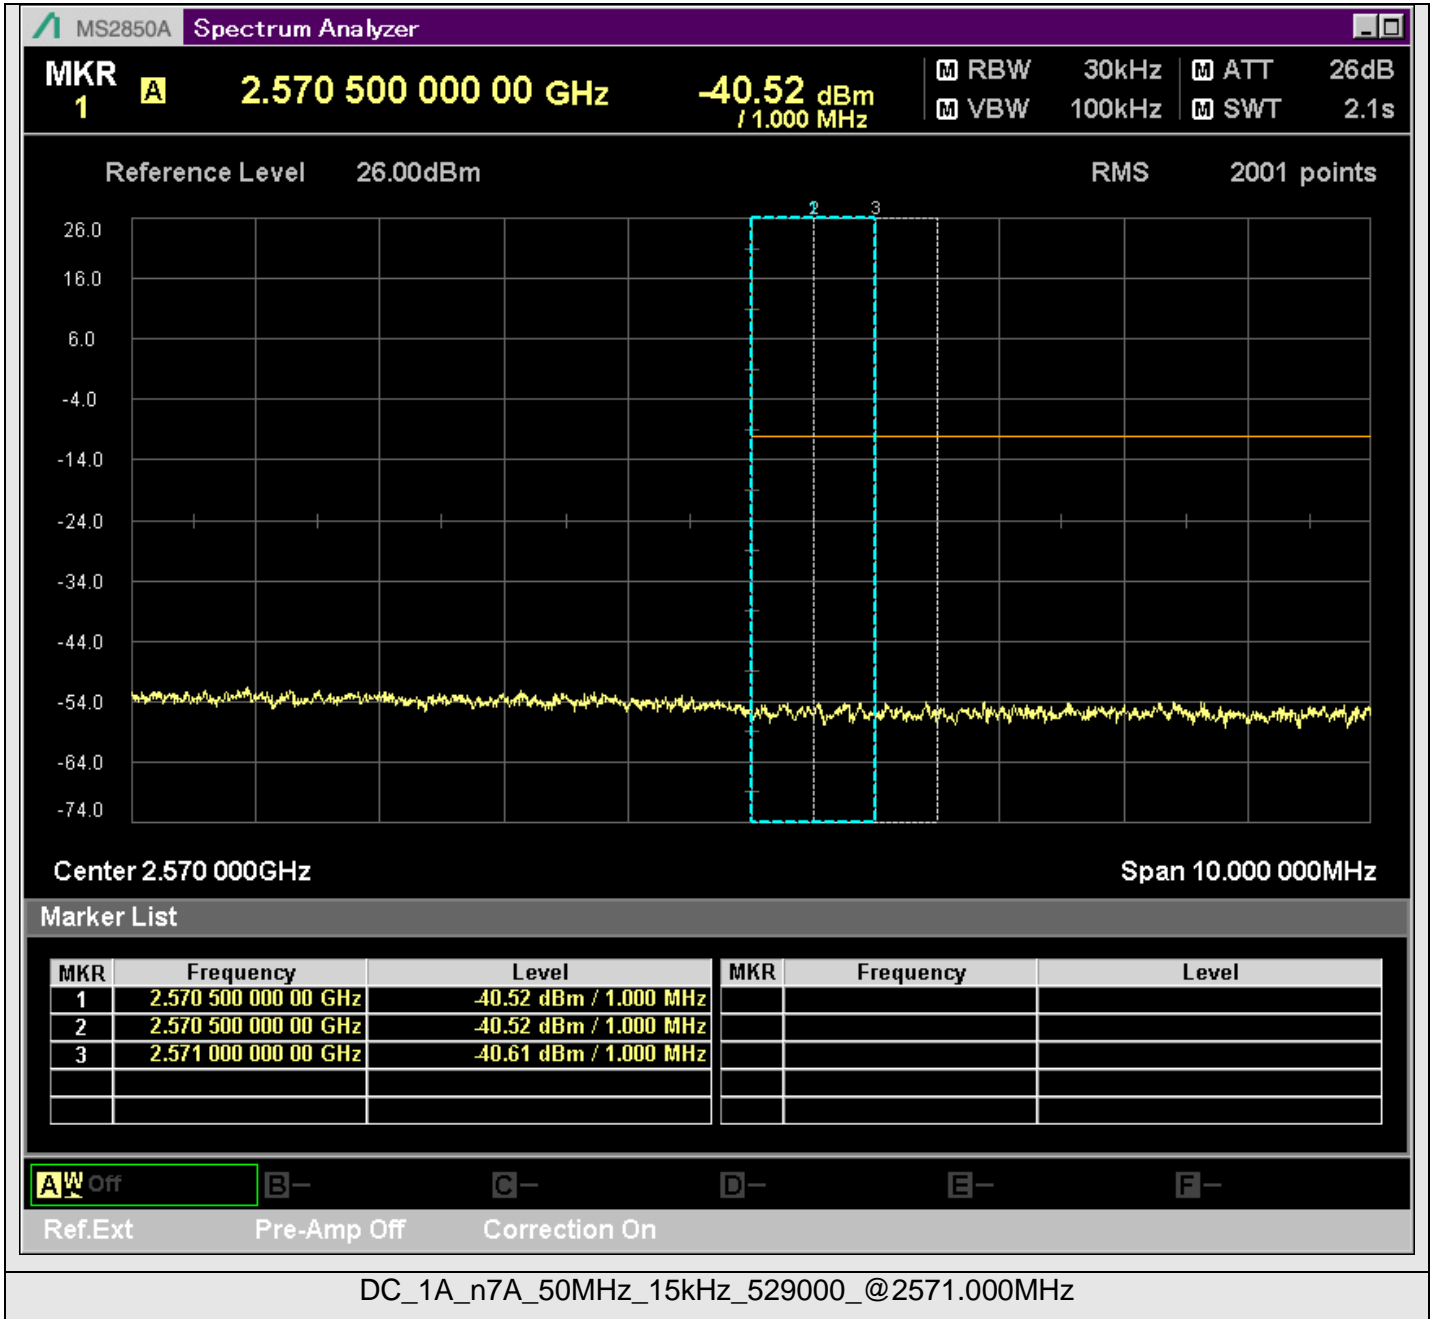 MS2850A Spectrum Analyzer
MKR 1 A 2.570 500 000 00 GHz -40.52 dBm / 1.000 MHz
M RBW 30kHz M ATT 26dB
M VBW 100kHz M SWT 2.1s
Reference Level 26.00dBm RMS 2001 points
2 3
26.0
16.0
6.0
-4.0
-14.0
-24.0
-34.0
-44.0
-54.0
-64.0
-74.0
Center 2.570 000GHz Span 10.000 000MHz
Marker List
MKR Frequency Level MKR Frequency Level
1 2.570 500 000 00 GHz -40.52 dBm / 1.000 MHz
2 2.570 500 000 00 GHz -40.52 dBm / 1.000 MHz
3 2.571 000 000 00 GHz -40.61 dBm / 1.000 MHz
A W Off B - C - D - E - F -
Ref.Ext Pre-Amp Off Correction On
DC_1A_n7A_50MHz_15kHz_529000_@2571.000MHz